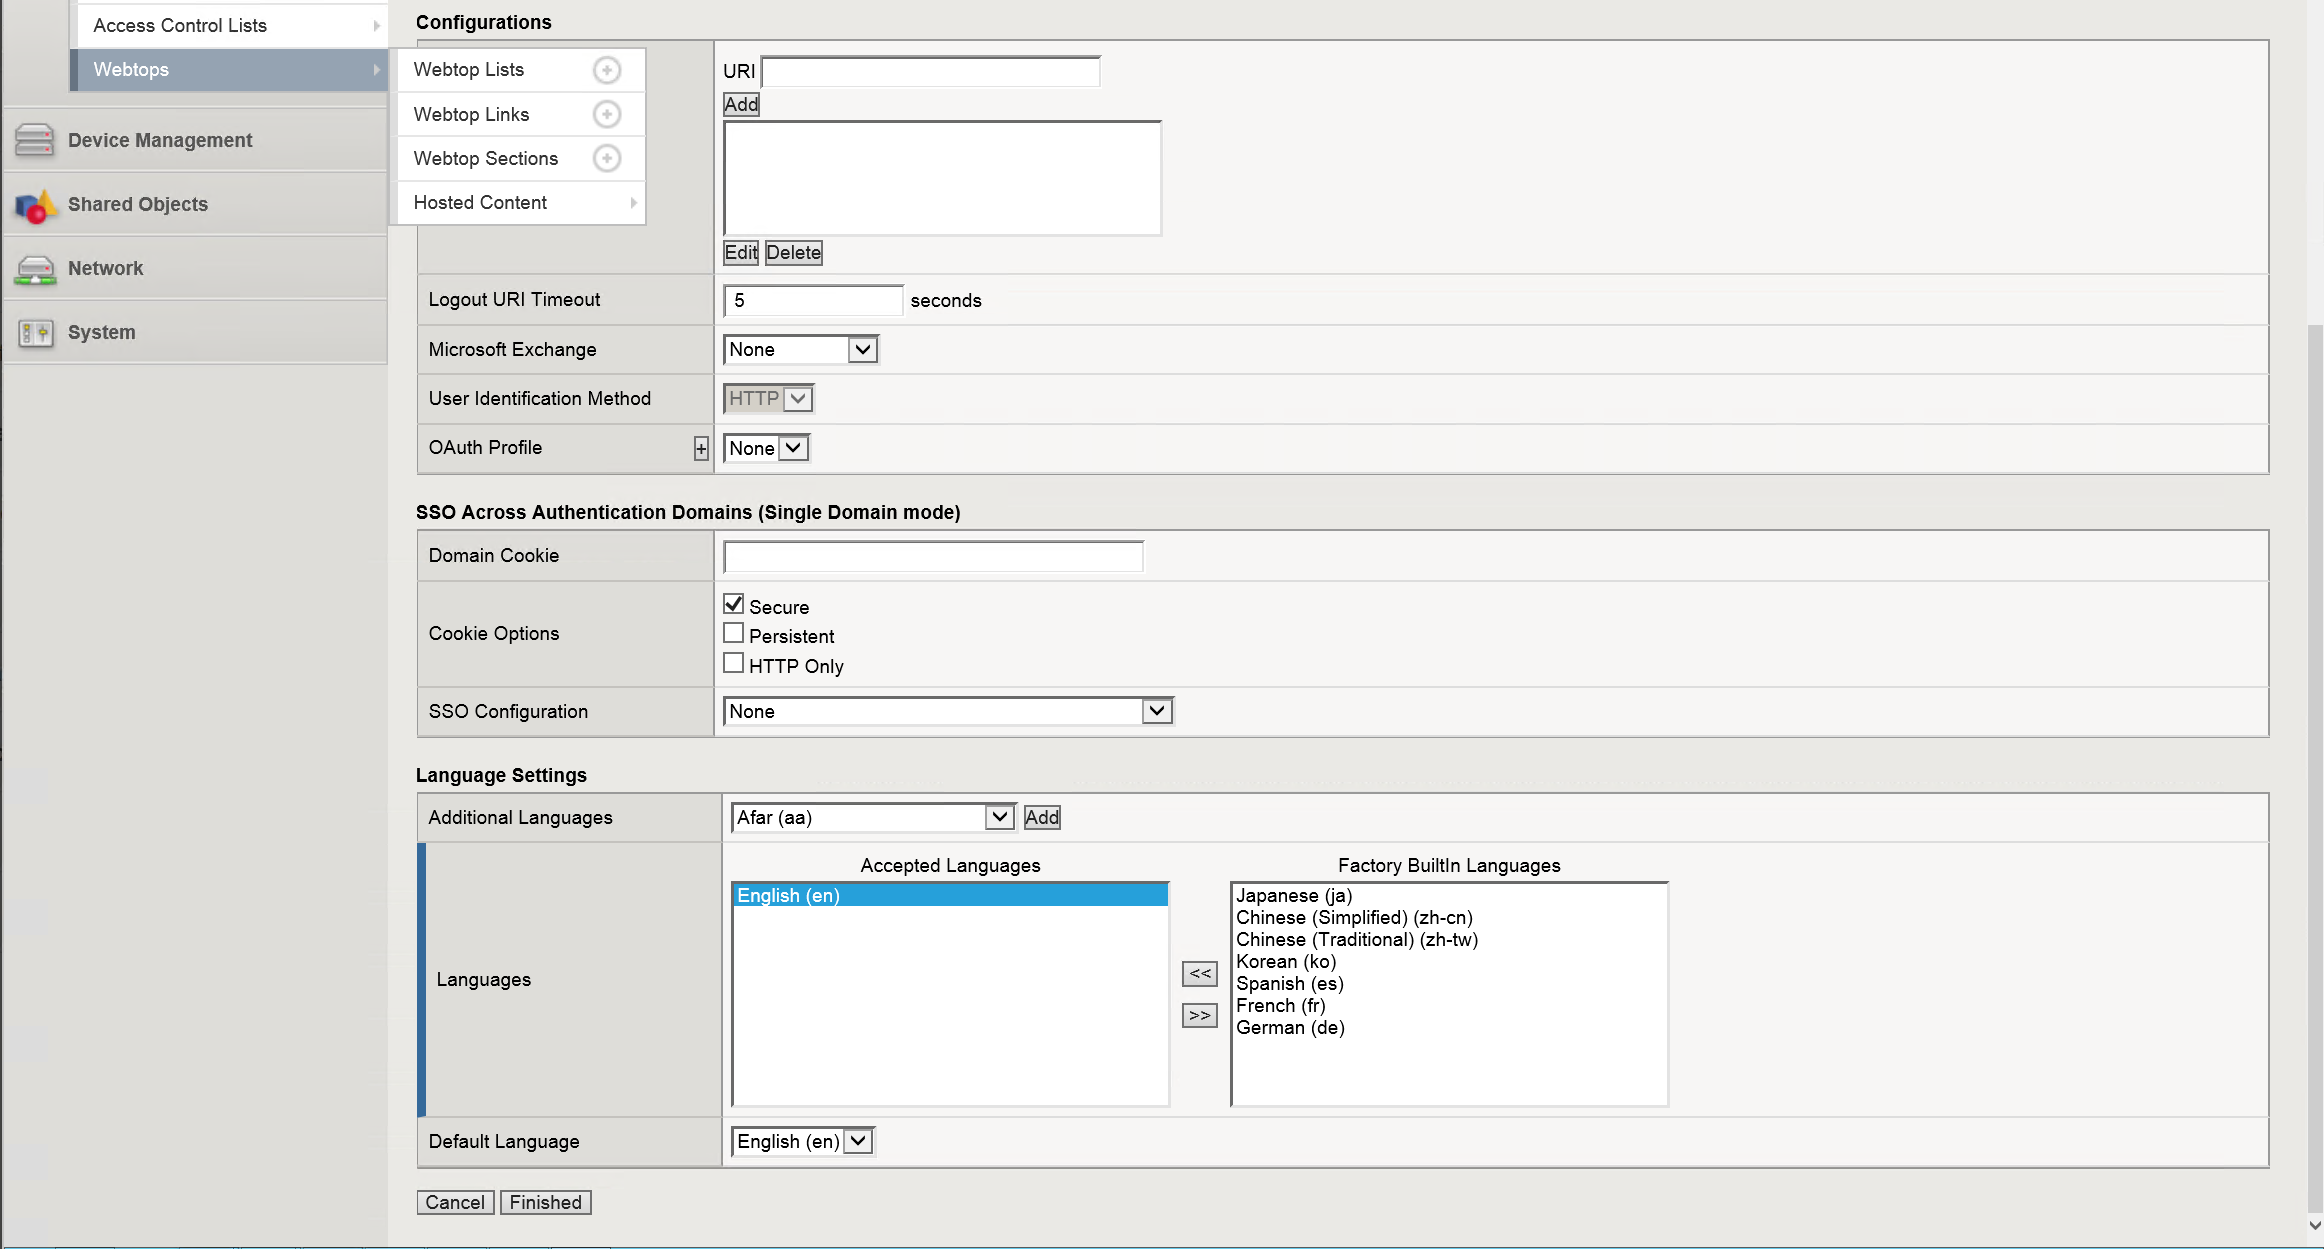 Access Control Lists
Webtops
Webtop Lists
Webtop Links
Webtop Sections
Hosted Content
Device Management
Shared Objects
Network
System
Configurations
URI
Add
Edit Delete
Logout URI Timeout 5 seconds
Microsoft Exchange None
User Identification Method HTTP
OAuth Profile + None
SSO Across Authentication Domains (Single Domain mode)
Domain Cookie
Cookie Options
Secure
Persistent
HTTP Only
SSO Configuration None
Language Settings
Additional Languages Afar (aa) Add
Languages
Accepted Languages
English (en)
<<
>>
Factory BuiltIn Languages
Japanese (ja)
Chinese (Simplified) (zh-cn)
Chinese (Traditional) (zh-tw)
Korean (ko)
Spanish (es)
French (fr)
German (de)
Default Language English (en)
Cancel Finished